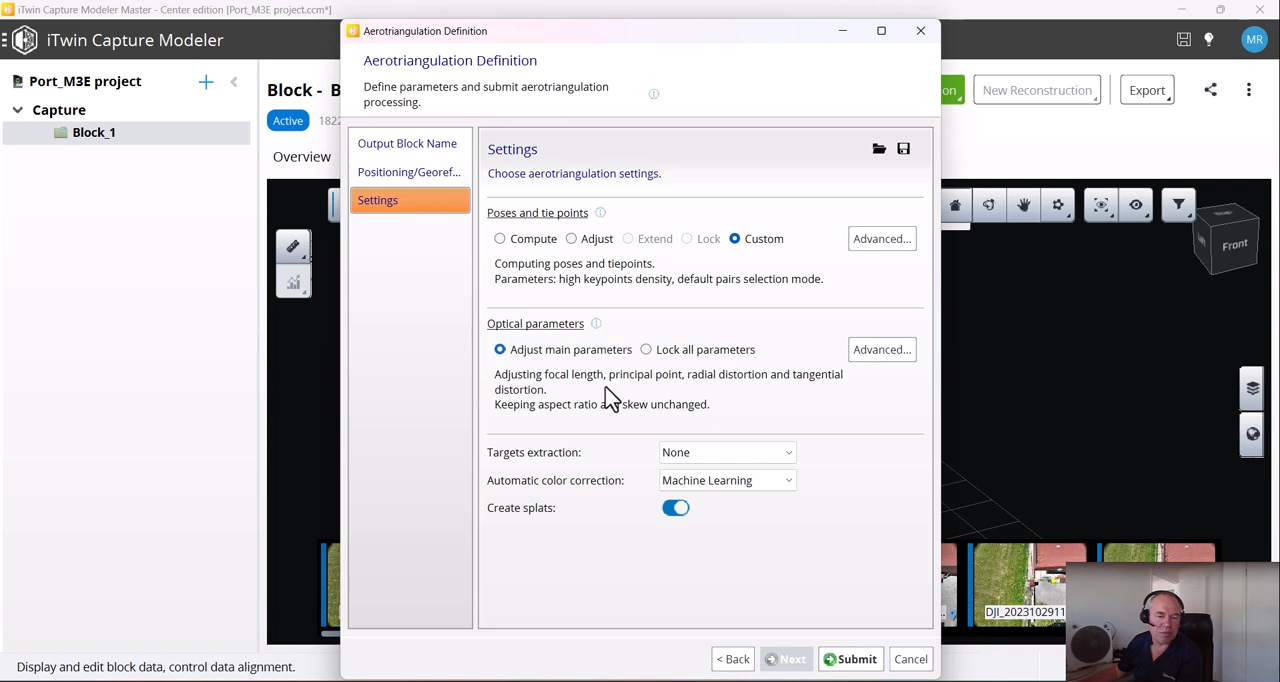 iTwin Capture Modeler Master - Center edition [Port_M3E project.ccm*]
iTwin Capture Modeler
MR
Port_M3E project
Capture
Block_1
Block - B
Active
1822
Overview
on
New Reconstruction
Export
Front
Aerotriangulation Definition
Aerotriangulation Definition
Define parameters and submit aerotriangulation
processing.
Output Block Name
Positioning/Georef...
Settings
Settings
Choose aerotriangulation settings.
Poses and tie points
Compute
Adjust
Extend
Lock
Custom
Advanced...
Computing poses and tiepoints.
Parameters: high keypoints density, default pairs selection mode.
Optical parameters
Adjust main parameters
Lock all parameters
Advanced...
Adjusting focal length, principal point, radial distortion and tangential
distortion.
Keeping aspect ratio a skew unchanged.
Targets extraction:
None
Automatic color correction:
Machine Learning
Create splats:
DJI_2023102911
< Back
Next
Submit
Cancel
Display and edit block data, control data alignment.